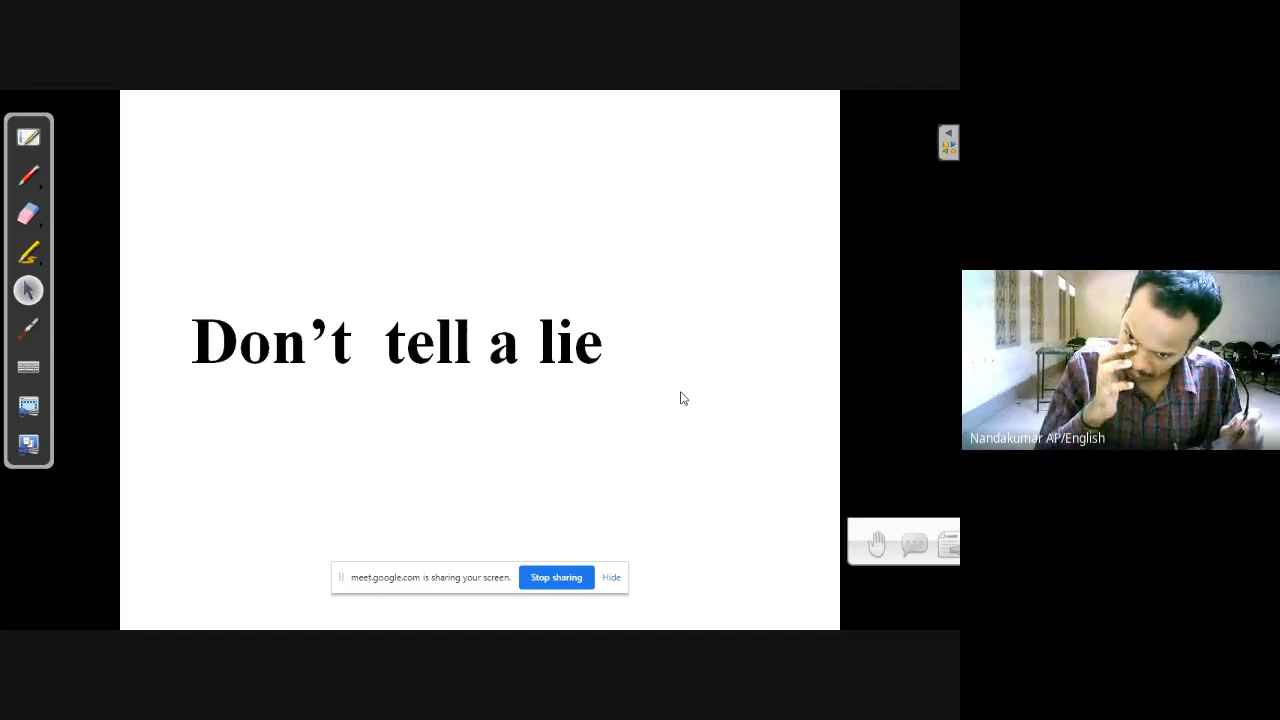 Don’t tell a lie
Nandakumar AP/English
meet.google.com is sharing your screen. Stop sharing Hide